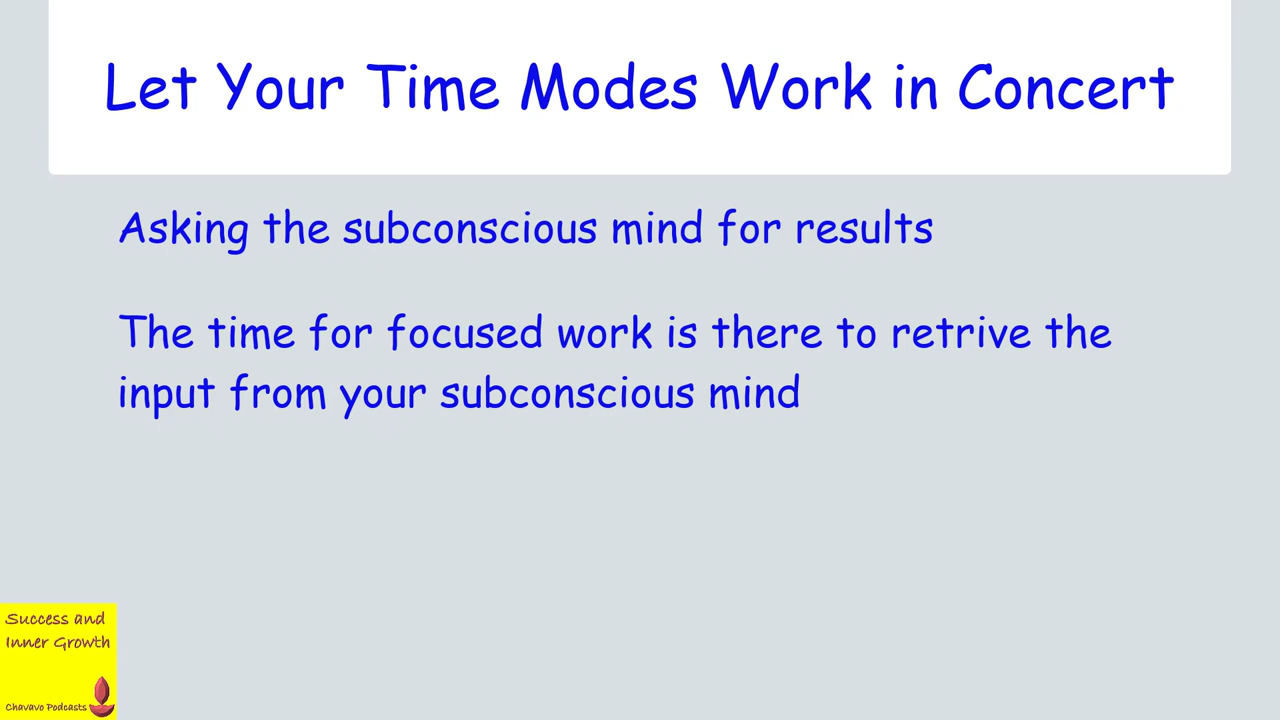 Let Your Time Modes Work in Concert
Asking the subconscious mind for results
The time for focused work is there to retrive the
input from your subconscious mind
Success and
Inner Growth
Chavavo Podcasts